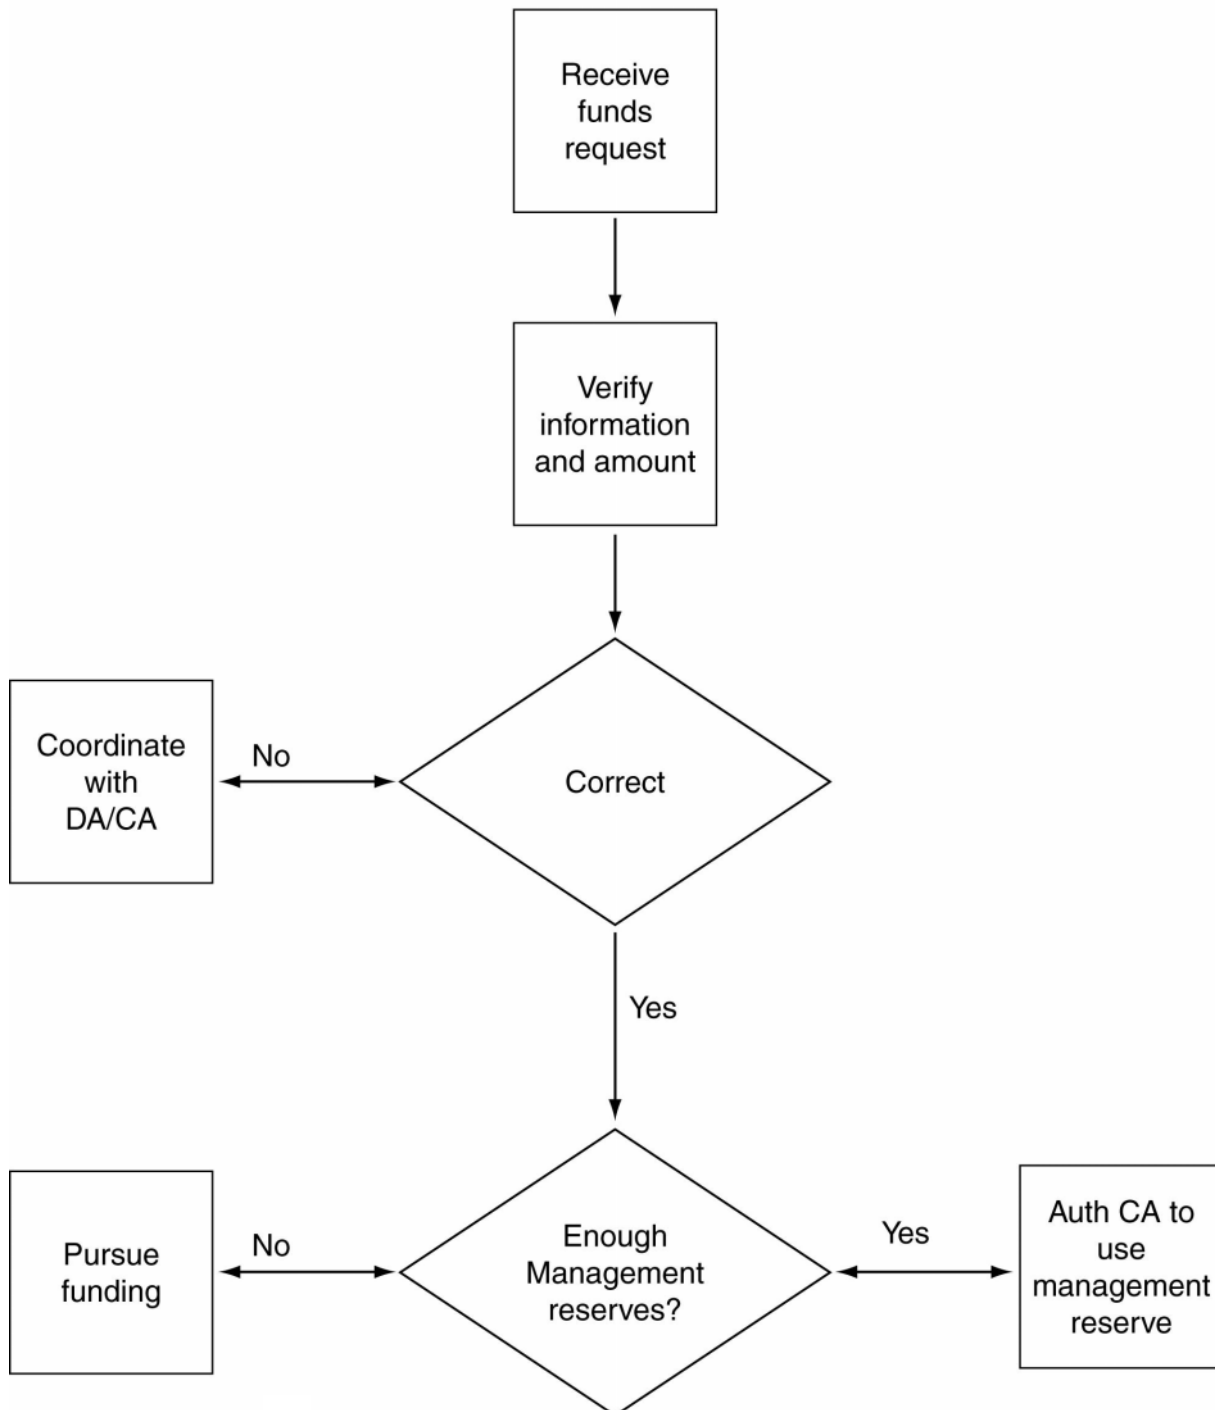 Receive
funds
request
Verify
information
and amount
Coordinate
with
DA/CA
No
Correct
Yes
Pursue
funding
No
Enough
Management
reserves?
Yes
Auth CA to
use
management
reserve